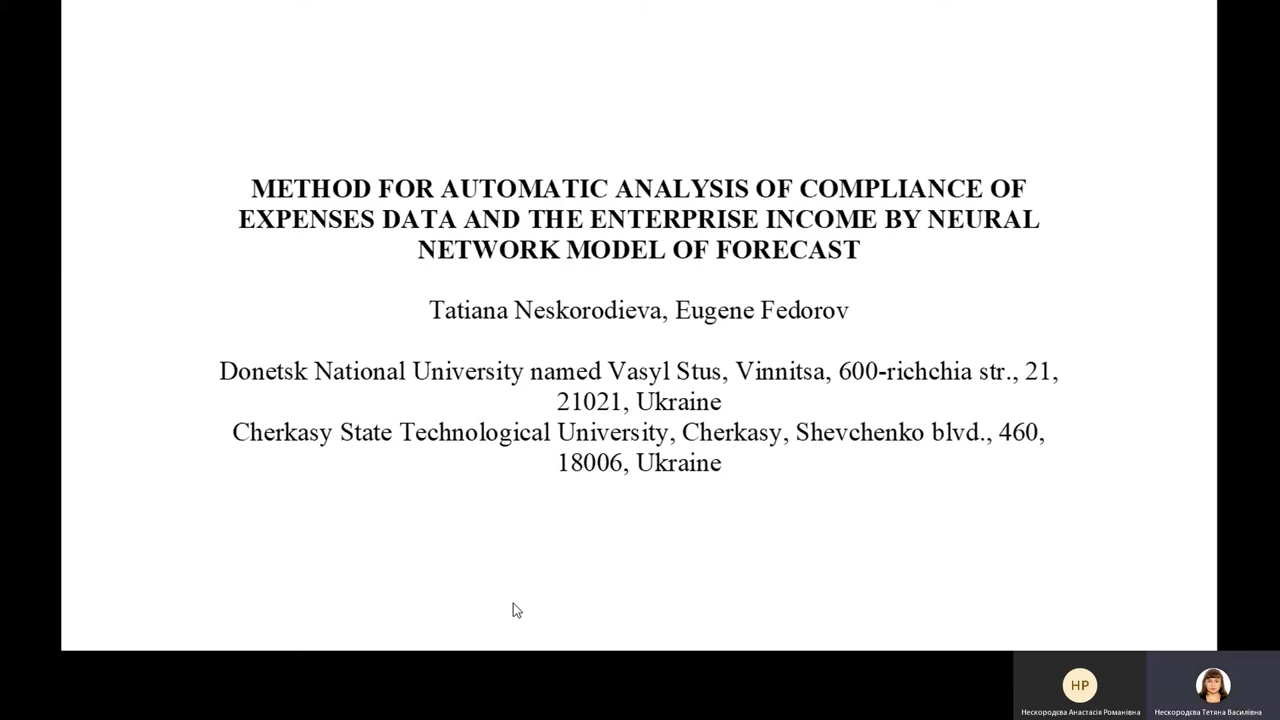 METHOD FOR AUTOMATIC ANALYSIS OF COMPLIANCE OF
EXPENSES DATA AND THE ENTERPRISE INCOME BY NEURAL
NETWORK MODEL OF FORECAST
Tatiana Neskorodieva, Eugene Fedorov
Donetsk National University named Vasyl Stus, Vinnitsa, 600-richchia str., 21,
21021, Ukraine
Cherkasy State Technological University, Cherkasy, Shevchenko blvd., 460,
18006, Ukraine
НР
Нескородєва Анастасія Романівна
Нескородєва Тетяна Василівна